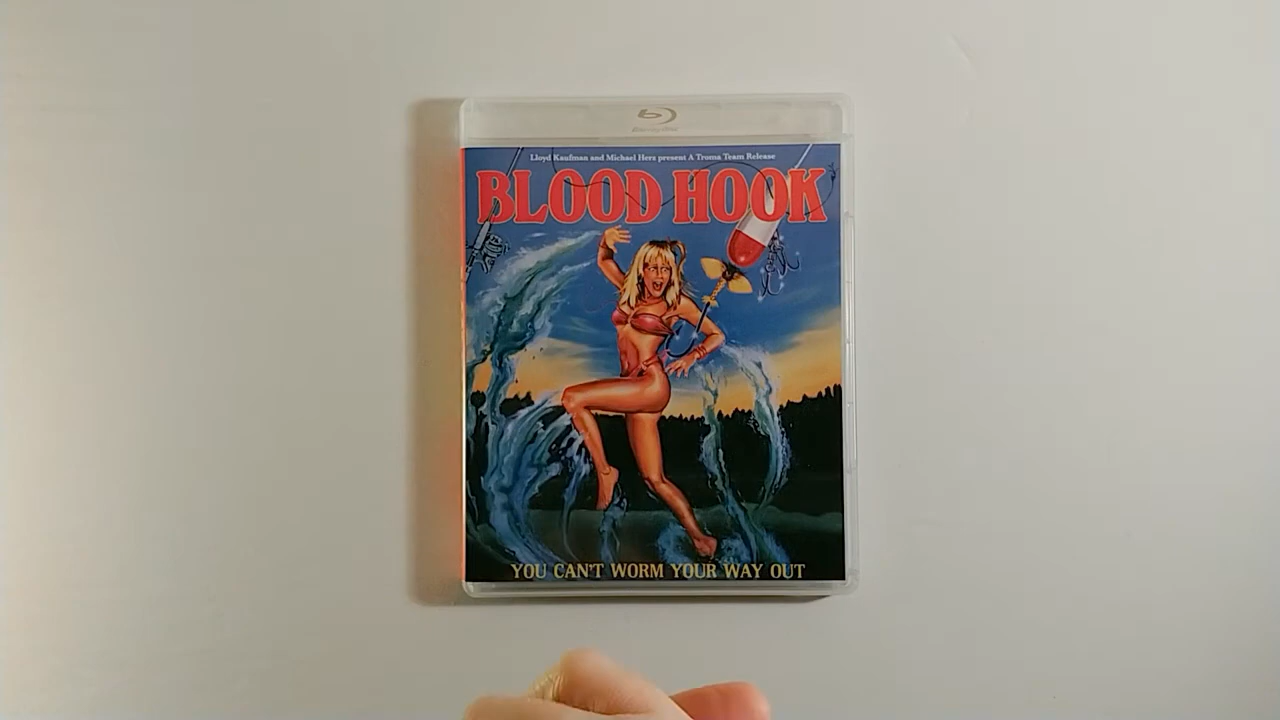 Blu-ray Disc
Lloyd Kaufman and Michael Herz present A Troma Team Release
BLOOD HOOK
YOU CAN'T WORM YOUR WAY OUT